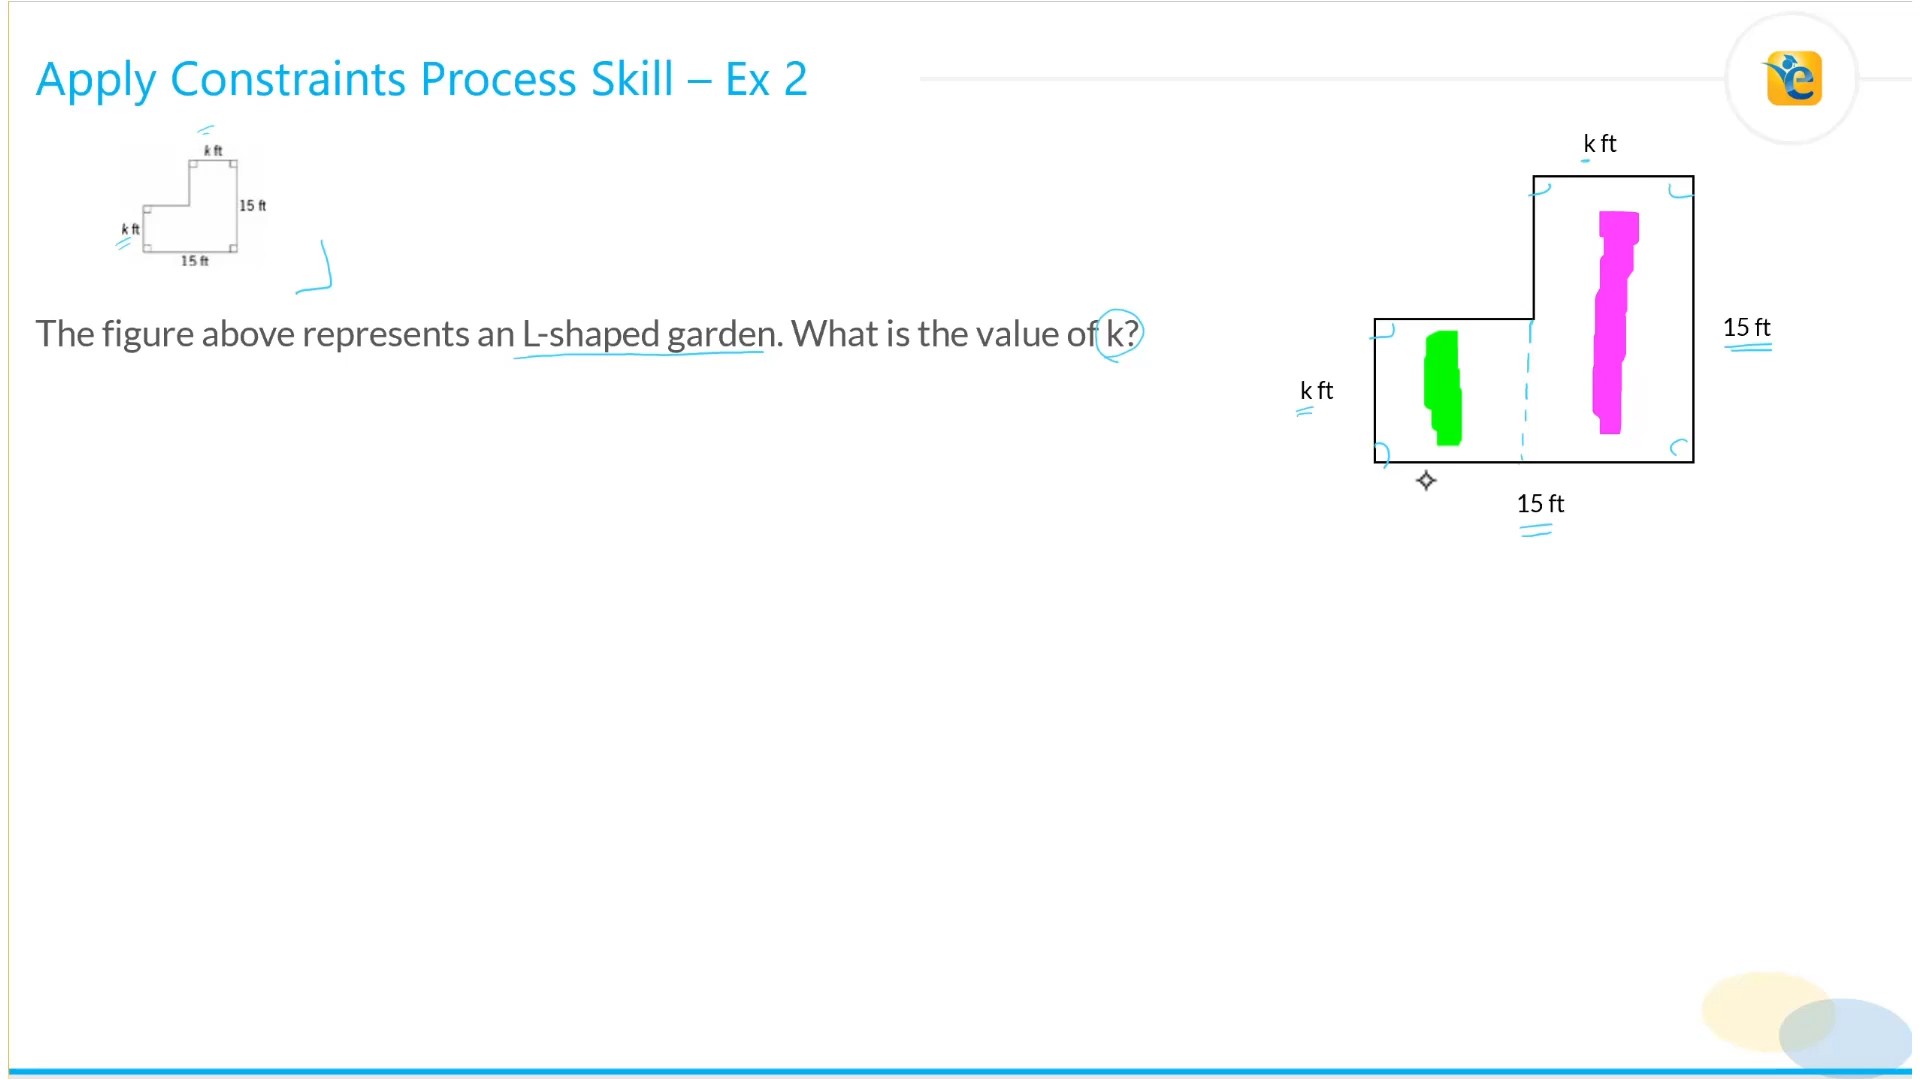 Apply Constraints Process Skill – Ex 2
k ft
15 ft
k ft
15 ft
The figure above represents an L-shaped garden. What is the value of k?
k ft
15 ft
k ft
15 ft